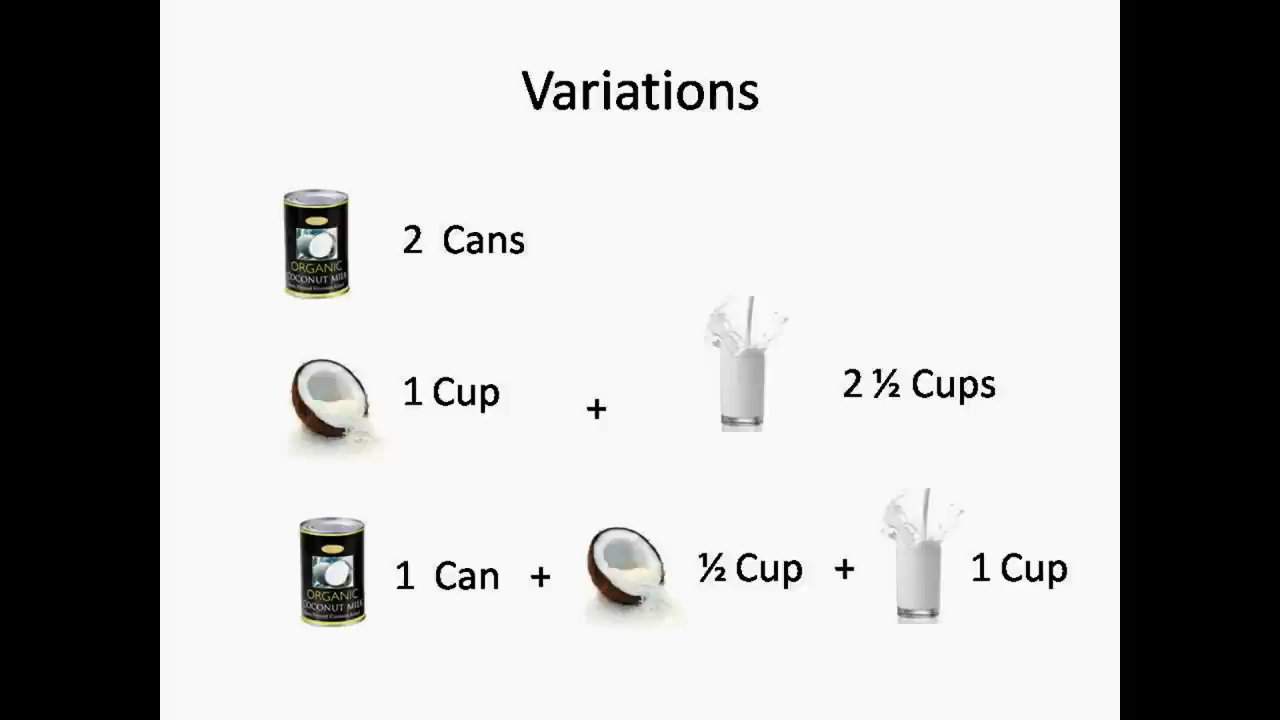 Variations
2 Cans
ORGANIC
COCONUT MILK
1 Cup + 2 ½ Cups
1 Can + ½ Cup + 1 Cup
ORGANIC
COCONUT MILK